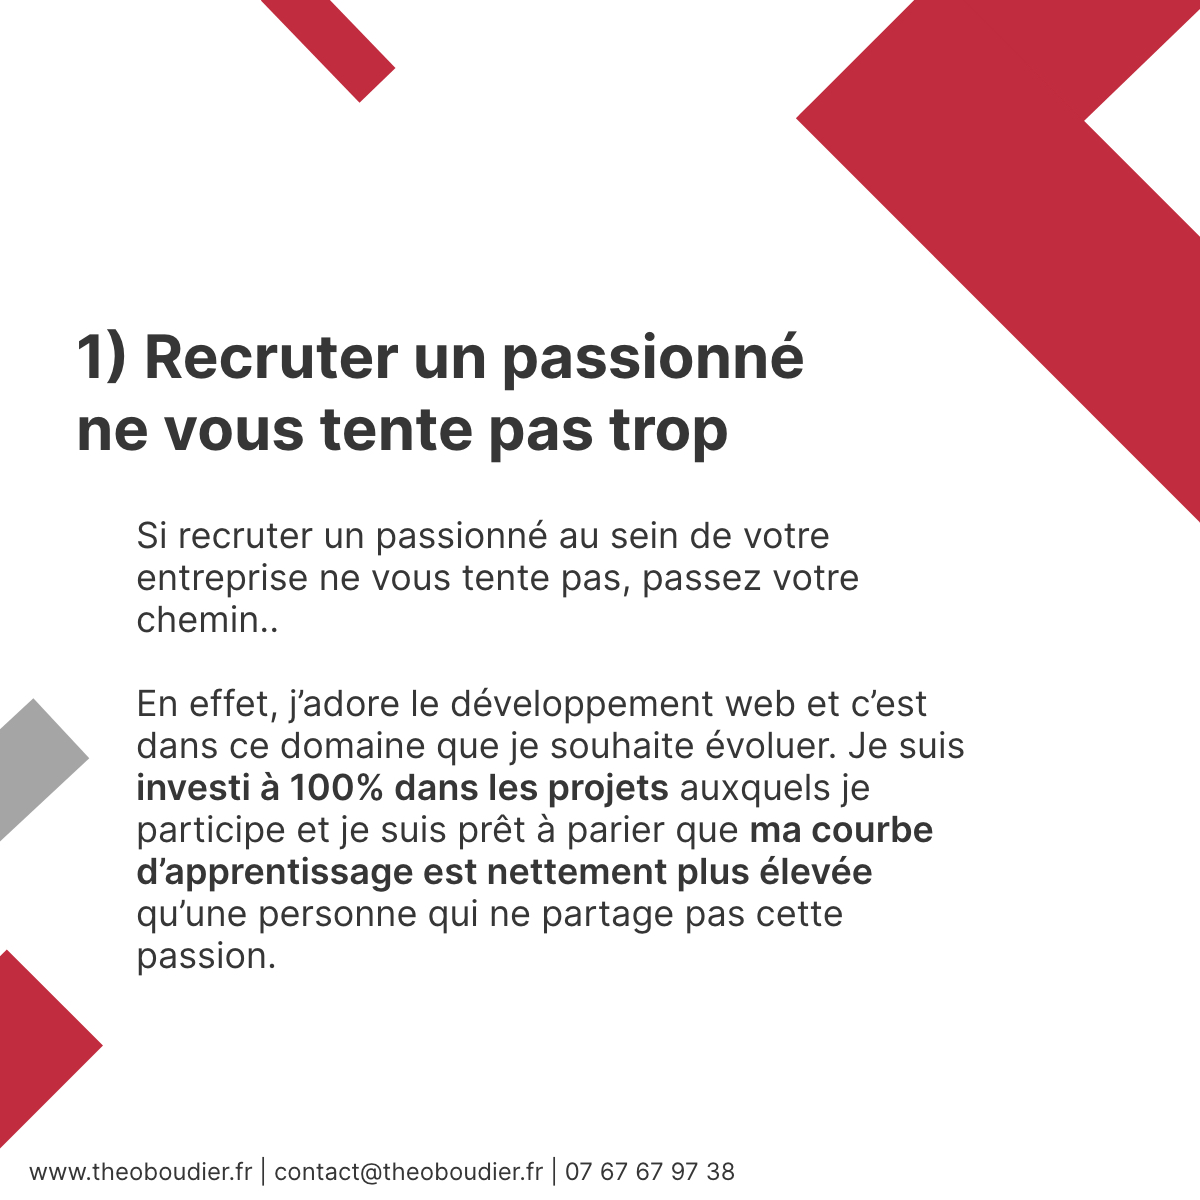 1) Recruter un passionné
ne vous tente pas trop
Si recruter un passionné au sein de votre
entreprise ne vous tente pas, passez votre
chemin..
En effet, j’adore le développement web et c’est
dans ce domaine que je souhaite évoluer. Je suis
investi à 100% dans les projets auxquels je
participe et je suis prêt à parier que ma courbe
d’apprentissage est nettement plus élevée
qu’une personne qui ne partage pas cette
passion.
www.theoboudier.fr | contact@theoboudier.fr | 07 67 67 97 38